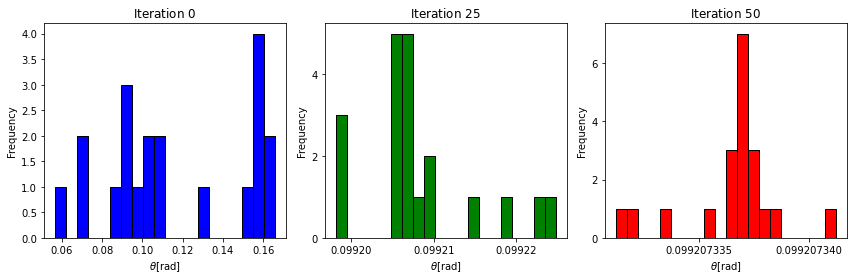 Iteration 0
Frequency
4.0
3.5
3.0
2.5
2.0
1.5
1.0
0.5
0.0
0.06 0.08 0.10 0.12 0.14 0.16
θ[rad]
Iteration 25
Frequency
4
2
0
0.09920 0.09921 0.09922
θ[rad]
Iteration 50
Frequency
6
4
2
0
0.099207335 0.099207340
θ[rad]